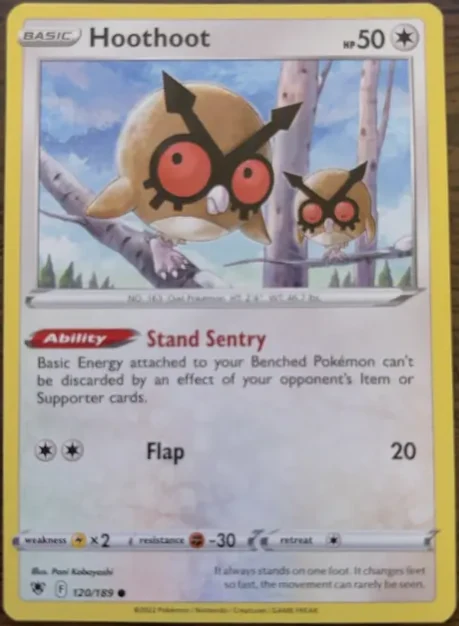 BASIC Hoothoot HP 50
NO. 163 Owl Pokémon HT: 2'4" WT: 46.7 lbs.
Ability Stand Sentry
Basic Energy attached to your Benched Pokémon can't
be discarded by an effect of your opponent's Item or
Supporter cards.
Flap 20
weakness ×2 resistance -30 retreat
Illus. Pani Kobayashi
F 120/189
It always stands on one foot. It changes feet
so fast, the movement can rarely be seen.
©2022 Pokémon / Nintendo / Creatures / GAME FREAK